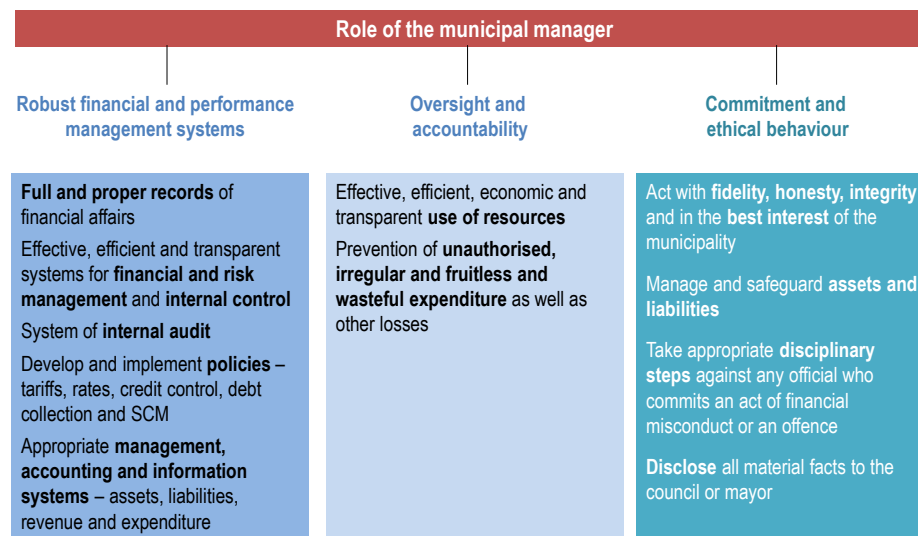 Role of the municipal manager
Robust financial and performance
management systems
Full and proper records of
financial affairs
Effective, efficient and transparent
systems for financial and risk
management and internal control
System of internal audit
Develop and implement policies –
tariffs, rates, credit control, debt
collection and SCM
Appropriate management,
accounting and information
systems – assets, liabilities,
revenue and expenditure
Oversight and
accountability
Effective, efficient, economic and
transparent use of resources
Prevention of unauthorised,
irregular and fruitless and
wasteful expenditure as well as
other losses
Commitment and
ethical behaviour
Act with fidelity, honesty, integrity
and in the best interest of the
municipality
Manage and safeguard assets and
liabilities
Take appropriate disciplinary
steps against any official who
commits an act of financial
misconduct or an offence
Disclose all material facts to the
council or mayor